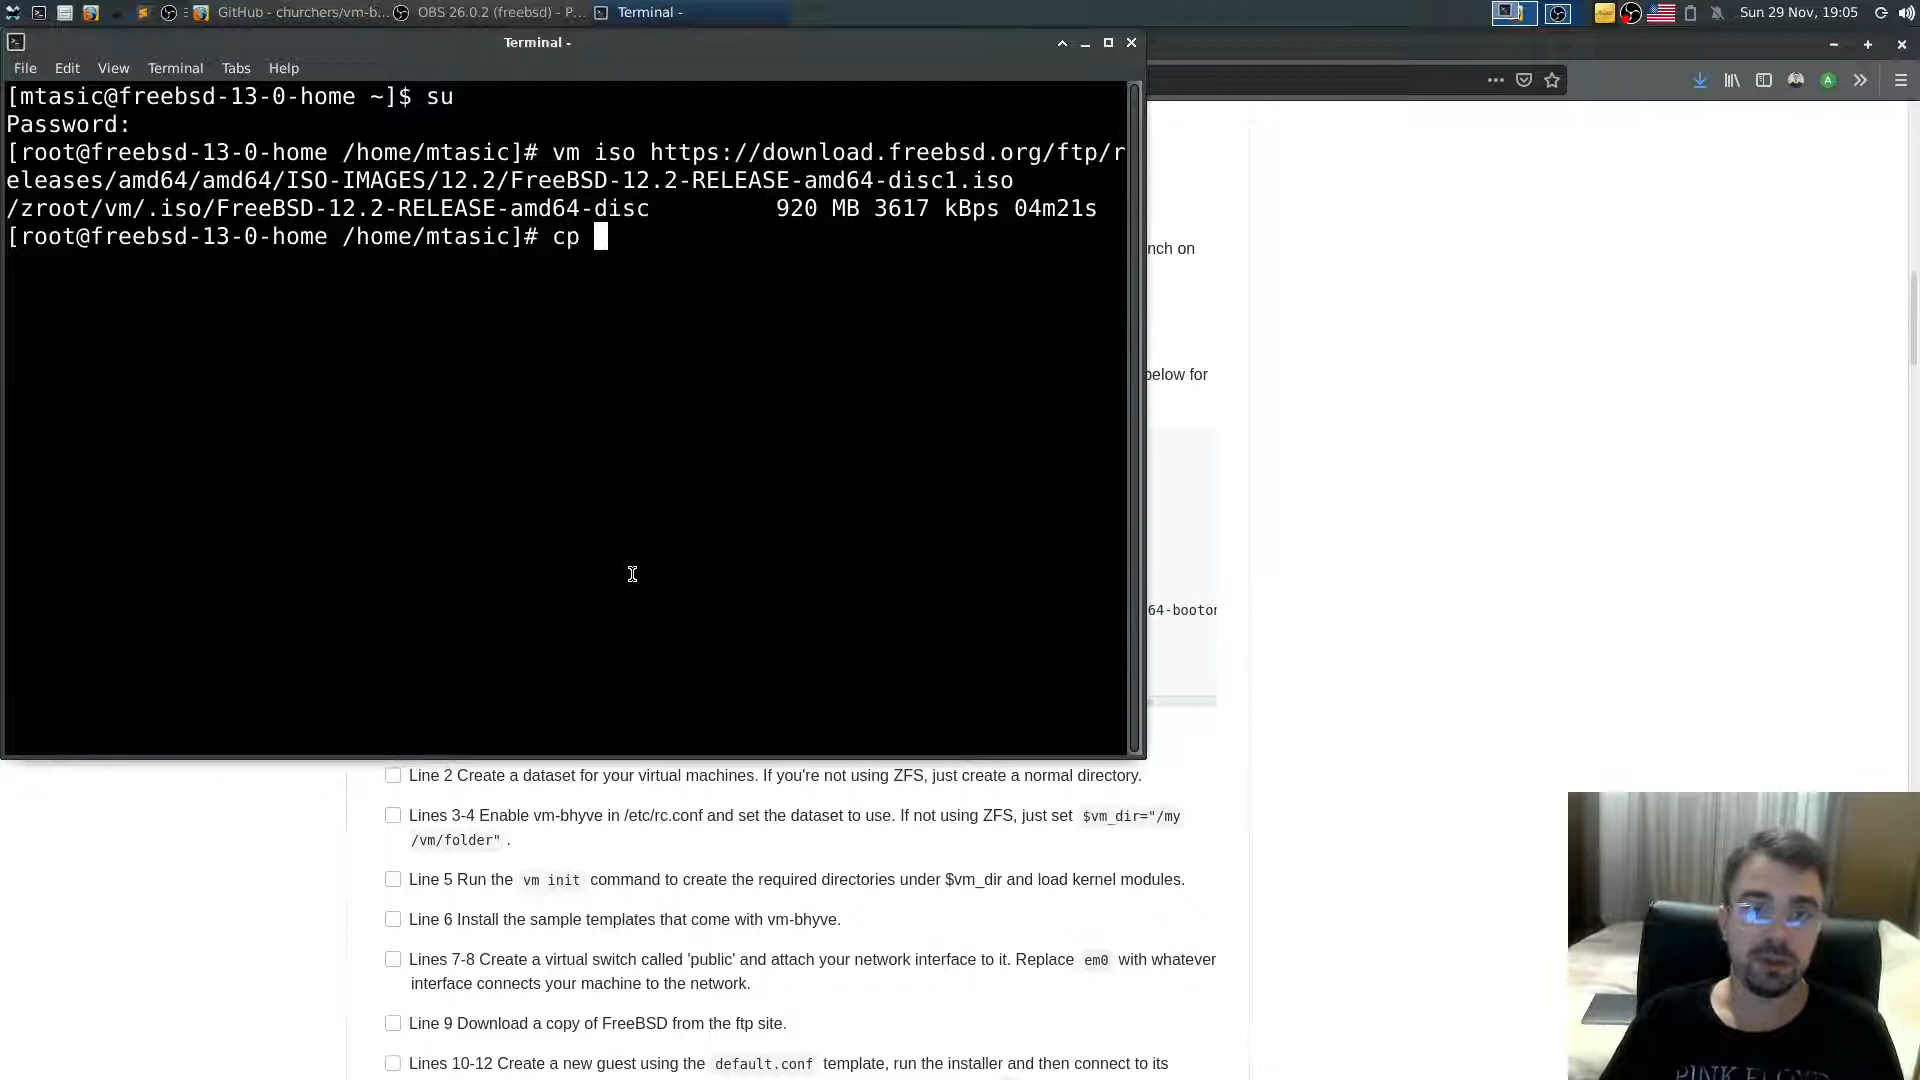 GitHub - churchers/vm-b...
OBS 26.0.2 (freebsd) - P...
Terminal -
Sun 29 Nov, 19:05
Terminal -
File Edit View Terminal Tabs Help
[mtasic@freebsd-13-0-home ~]$ su
Password:
[root@freebsd-13-0-home /home/mtasic]# vm iso https://download.freebsd.org/ftp/r
eleases/amd64/amd64/ISO-IMAGES/12.2/FreeBSD-12.2-RELEASE-amd64-disc1.iso
/zroot/vm/.iso/FreeBSD-12.2-RELEASE-amd64-disc 920 MB 3617 kBps 04m21s
[root@freebsd-13-0-home /home/mtasic]# cp
nch on
below for
64-booton
Line 2 Create a dataset for your virtual machines. If you're not using ZFS, just create a normal directory.
Lines 3-4 Enable vm-bhyve in /etc/rc.conf and set the dataset to use. If not using ZFS, just set $vm_dir="/my
/vm/folder" .
Line 5 Run the vm init command to create the required directories under $vm_dir and load kernel modules.
Line 6 Install the sample templates that come with vm-bhyve.
Lines 7-8 Create a virtual switch called 'public' and attach your network interface to it. Replace em0 with whatever
interface connects your machine to the network.
Line 9 Download a copy of FreeBSD from the ftp site.
Lines 10-12 Create a new guest using the default.conf template, run the installer and then connect to its
PINK FLOYD